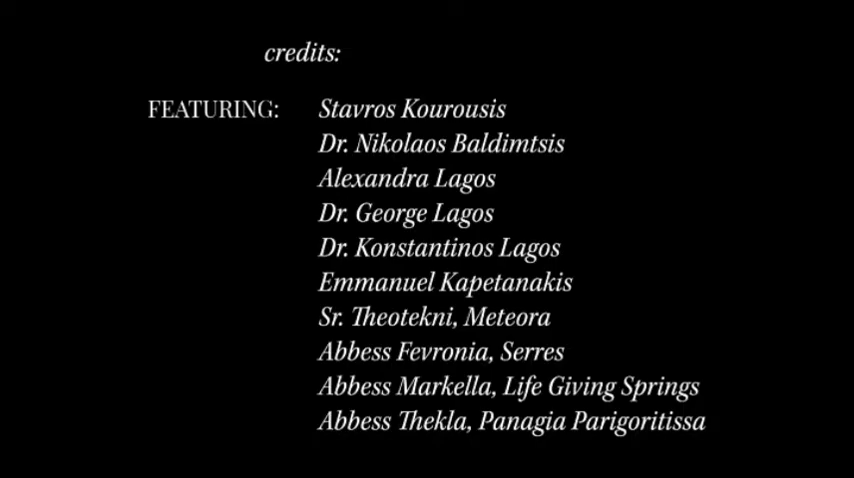 credits:
FEATURING: Stavros Kourousis
Dr. Nikolaos Baldimtsis
Alexandra Lagos
Dr. George Lagos
Dr. Konstantinos Lagos
Emmanuel Kapetanakis
Sr. Theotekni, Meteora
Abbess Fevronia, Serres
Abbess Markella, Life Giving Springs
Abbess Thekla, Panagia Parigoritissa